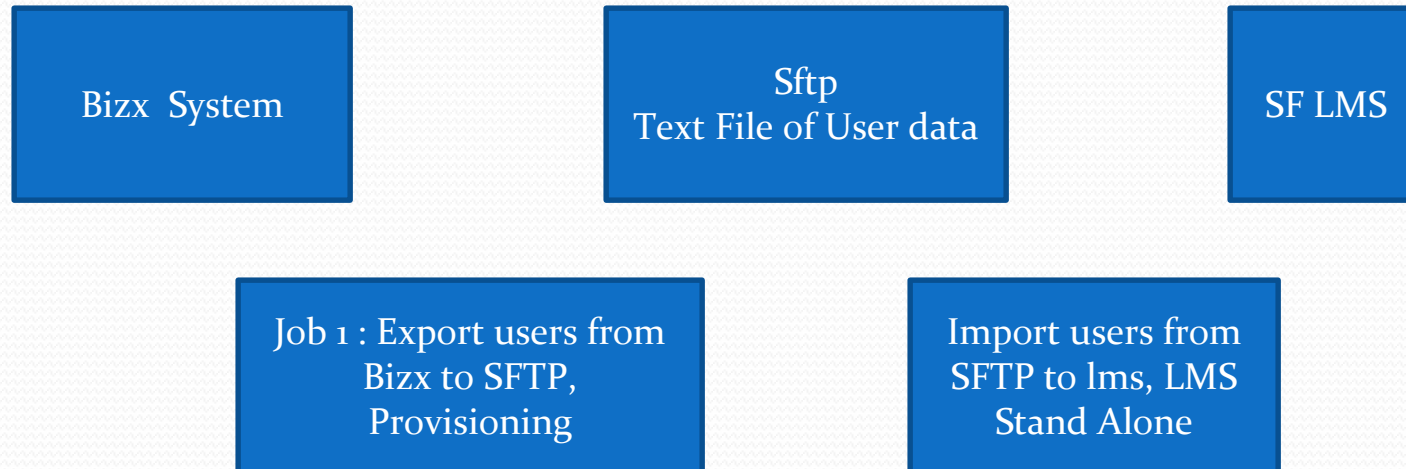 Bizx System
Sftp
Text File of User data
SF LMS
Job 1 : Export users from
Bizx to SFTP,
Provisioning
Import users from
SFTP to lms, LMS
Stand Alone